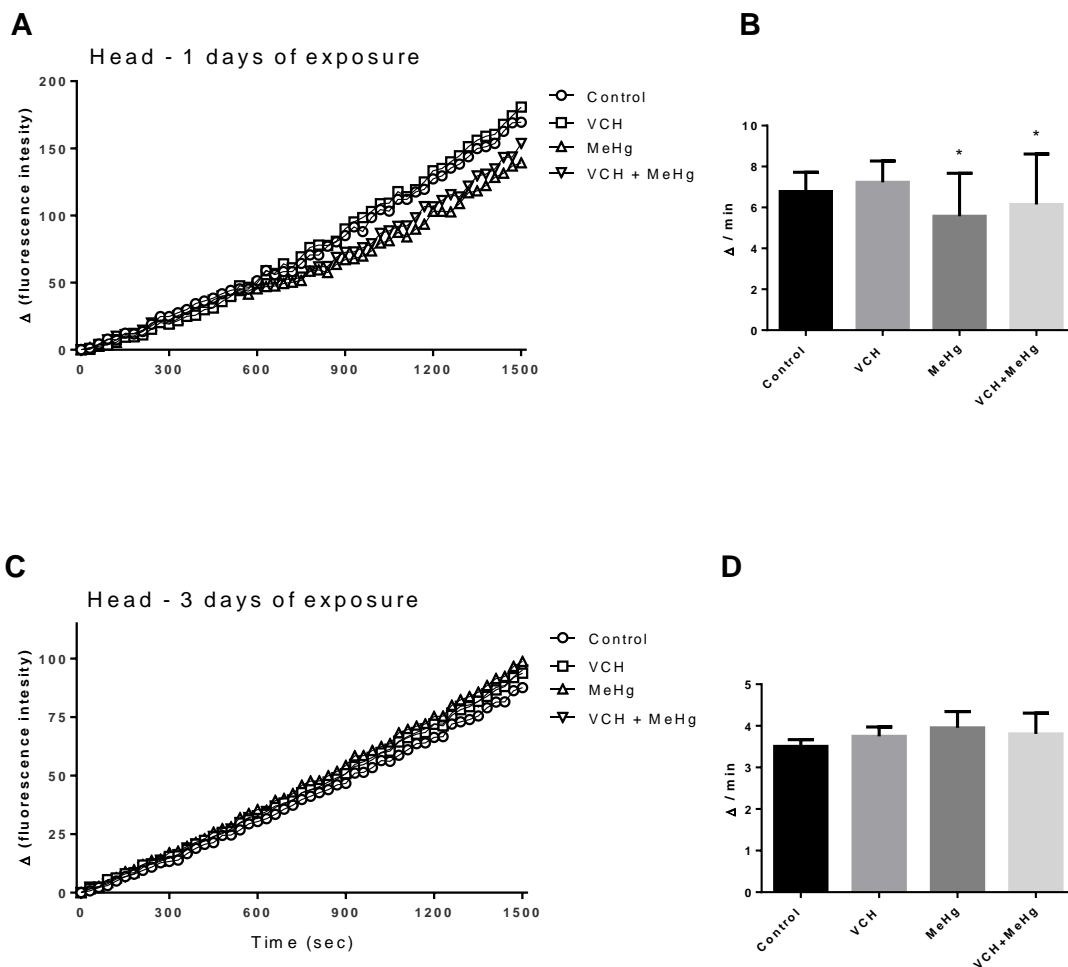 A
Head - 1 days of exposure
Δ (fluorescence intesity)
200
150
100
50
0
0 300 600 900 1200 1500
Control
VCH
MeHg
VCH + MeHg
B
Δ / min
10
8
6
4
2
0
* *
Control VCH MeHg VCH+MeHg
C
Head - 3 days of exposure
Δ (fluorescence intesity)
100
75
50
25
0
0 300 600 900 1200 1500
Time (sec)
Control
VCH
MeHg
VCH + MeHg
D
Δ / min
5
4
3
2
1
0
Control VCH MeHg VCH+MeHg